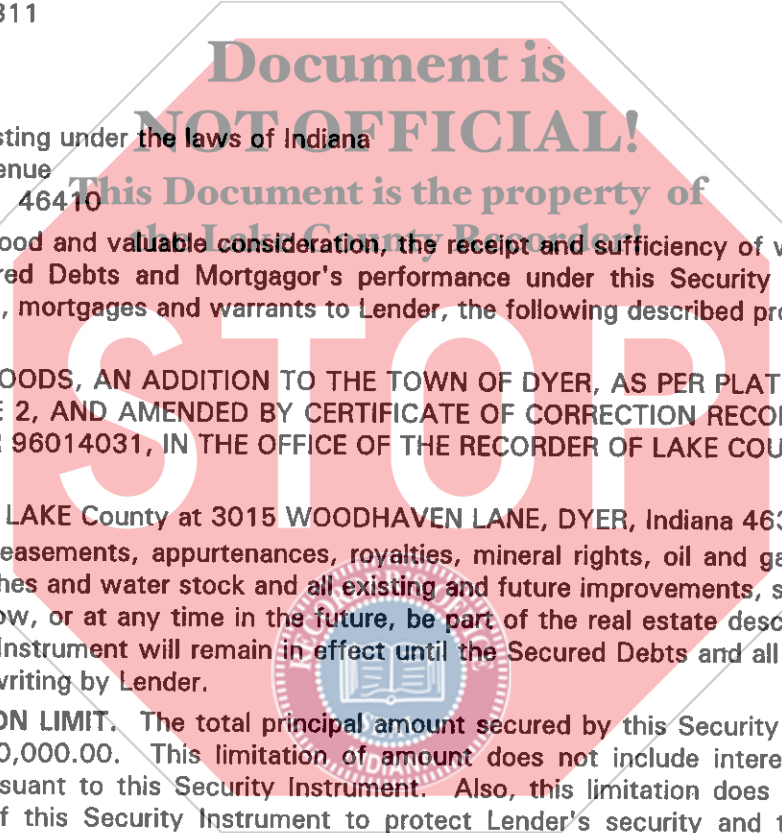 311
Document is
sting under the laws of Indiana
NOT OFFICIAL!
enue
46410
This Document is the property of
the Lake County Recorder!
ood and valuable consideration, the receipt and sufficiency of
red Debts and Mortgagor's performance under this Security
, mortgages and warrants to Lender, the following described pro
STOP
OODS, AN ADDITION TO THE TOWN OF DYER, AS PER PLAT
E 2, AND AMENDED BY CERTIFICATE OF CORRECTION RECO
R 96014031, IN THE OFFICE OF THE RECORDER OF LAKE COU
LAKE County at 3015 WOODHAVEN LANE, DYER, Indiana 463
easements, appurtenances, royalties, mineral rights, oil and ga
hes and water stock and all existing and future improvements, s
ow, or at any time in the future, be part of the real estate desc
Instrument will remain in effect until the Secured Debts and all
writing by Lender.
ON LIMIT. The total principal amount secured by this Security
0,000.00. This limitation of amount does not include intere
suant to this Security Instrument. Also, this limitation does
f this Security Instrument to protect Lender's security and t
SEAL
INDIANA